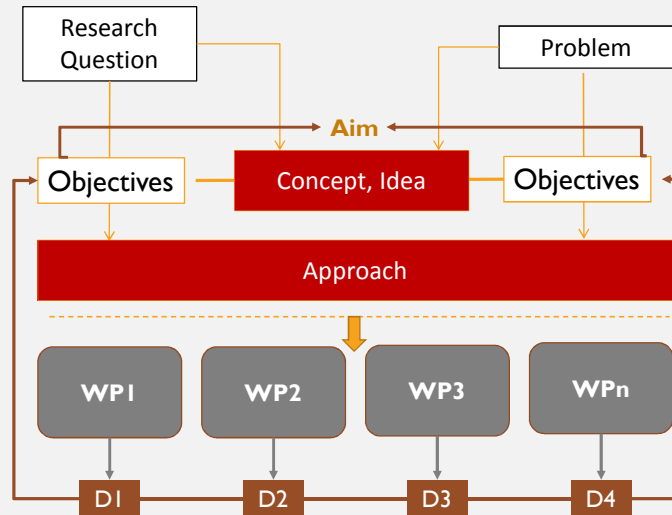 Research
Question
Problem
Aim
Objectives
Concept, Idea
Objectives
Approach
WP1
WP2
WP3
WPn
D1
D2
D3
D4